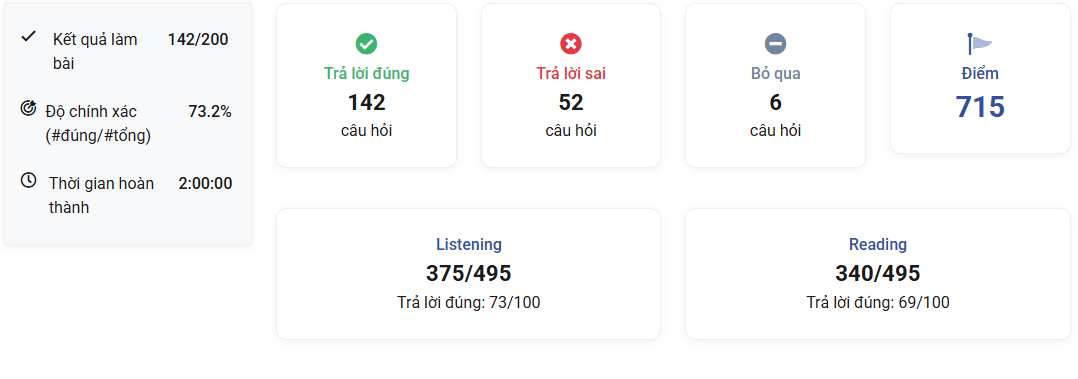 Kết quả làm bài 142/200
Độ chính xác (#đúng/#tổng) 73.2%
Thời gian hoàn thành 2:00:00
Trả lời đúng
142
câu hỏi
Trả lời sai
52
câu hỏi
Bỏ qua
6
câu hỏi
Điểm
715
Listening
375/495
Trả lời đúng: 73/100
Reading
340/495
Trả lời đúng: 69/100